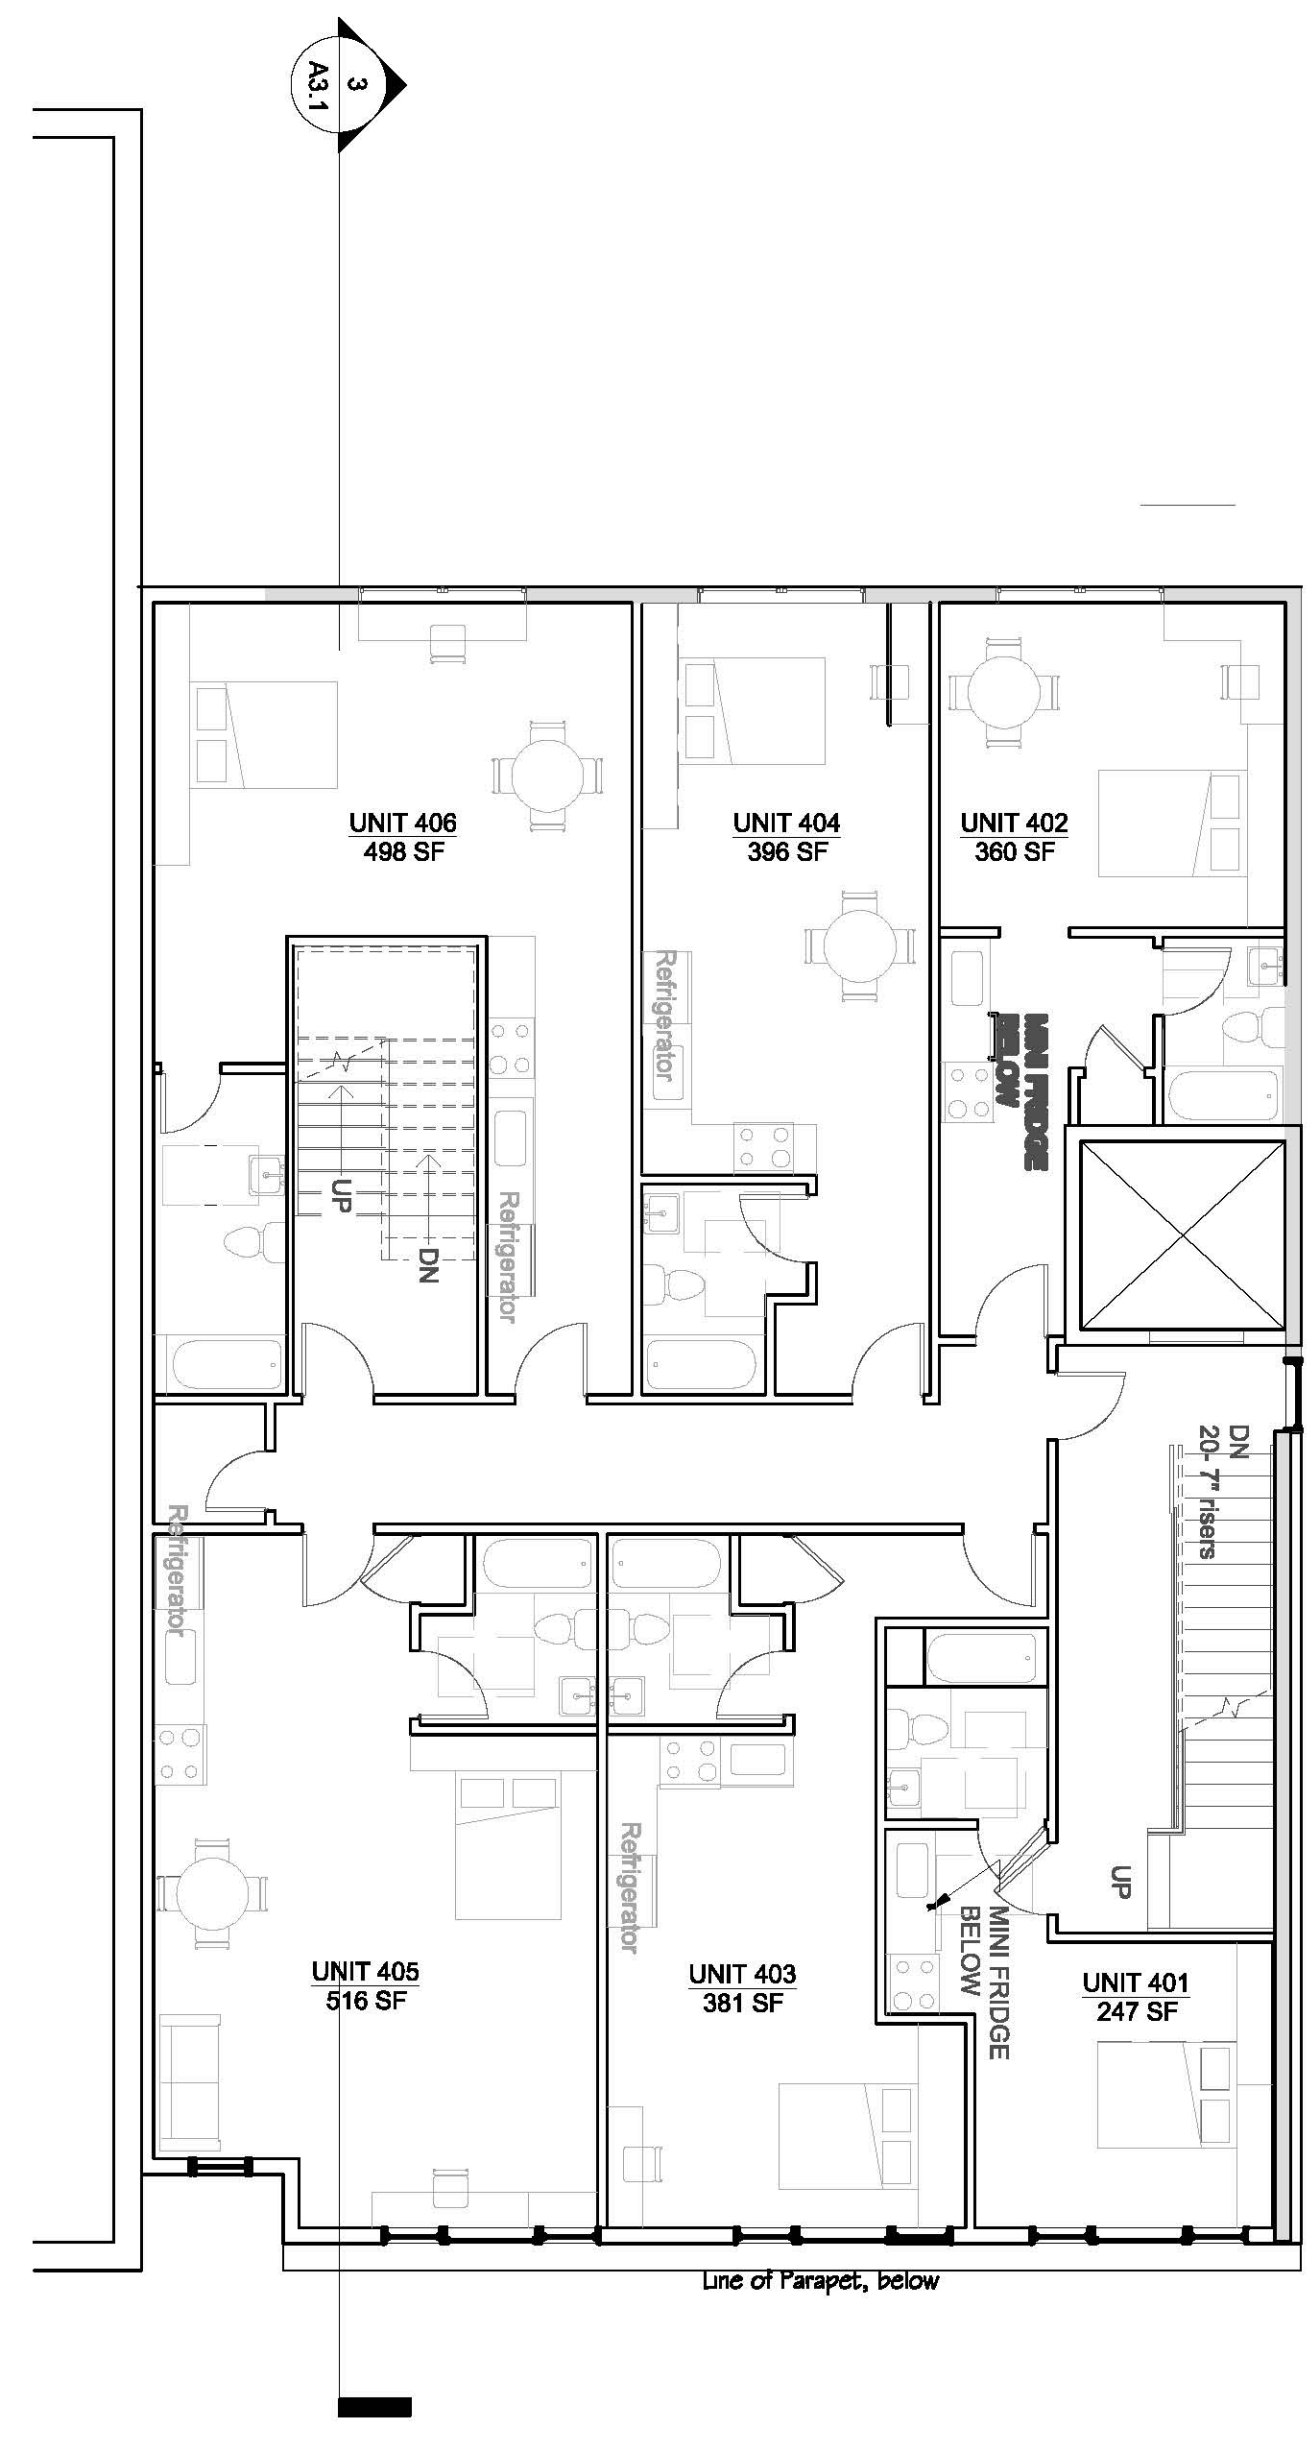 3
A3.1
UNIT 406
498 SF
UNIT 404
396 SF
UNIT 402
360 SF
Refrigerator
MINI FRIDGE
BELOW
UP
DN
Refrigerator
DN
20- 7" risers
Refrigerator
Refrigerator
UP
MINI FRIDGE
BELOW
UNIT 405
516 SF
UNIT 403
381 SF
UNIT 401
247 SF
Line of Parapet, below